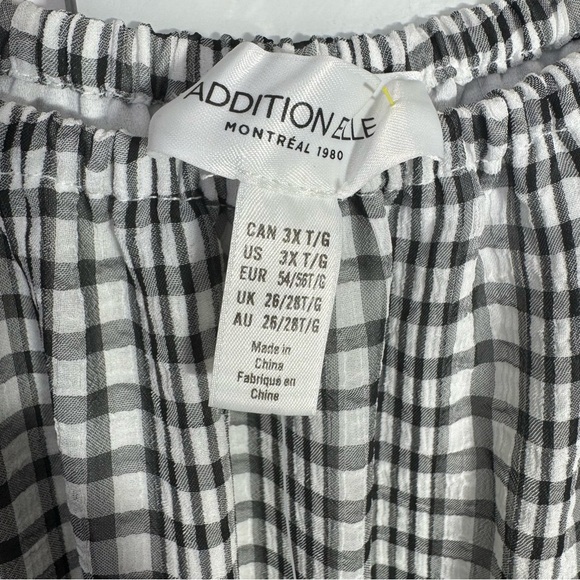 ADDITION ELLE
MONTRÉAL 1980
CAN 3X T/G
US 3X T/G
EUR 54/56T/G
UK 26/28T/G
AU 26/28T/G
Made in
China
Fabriqué en
Chine